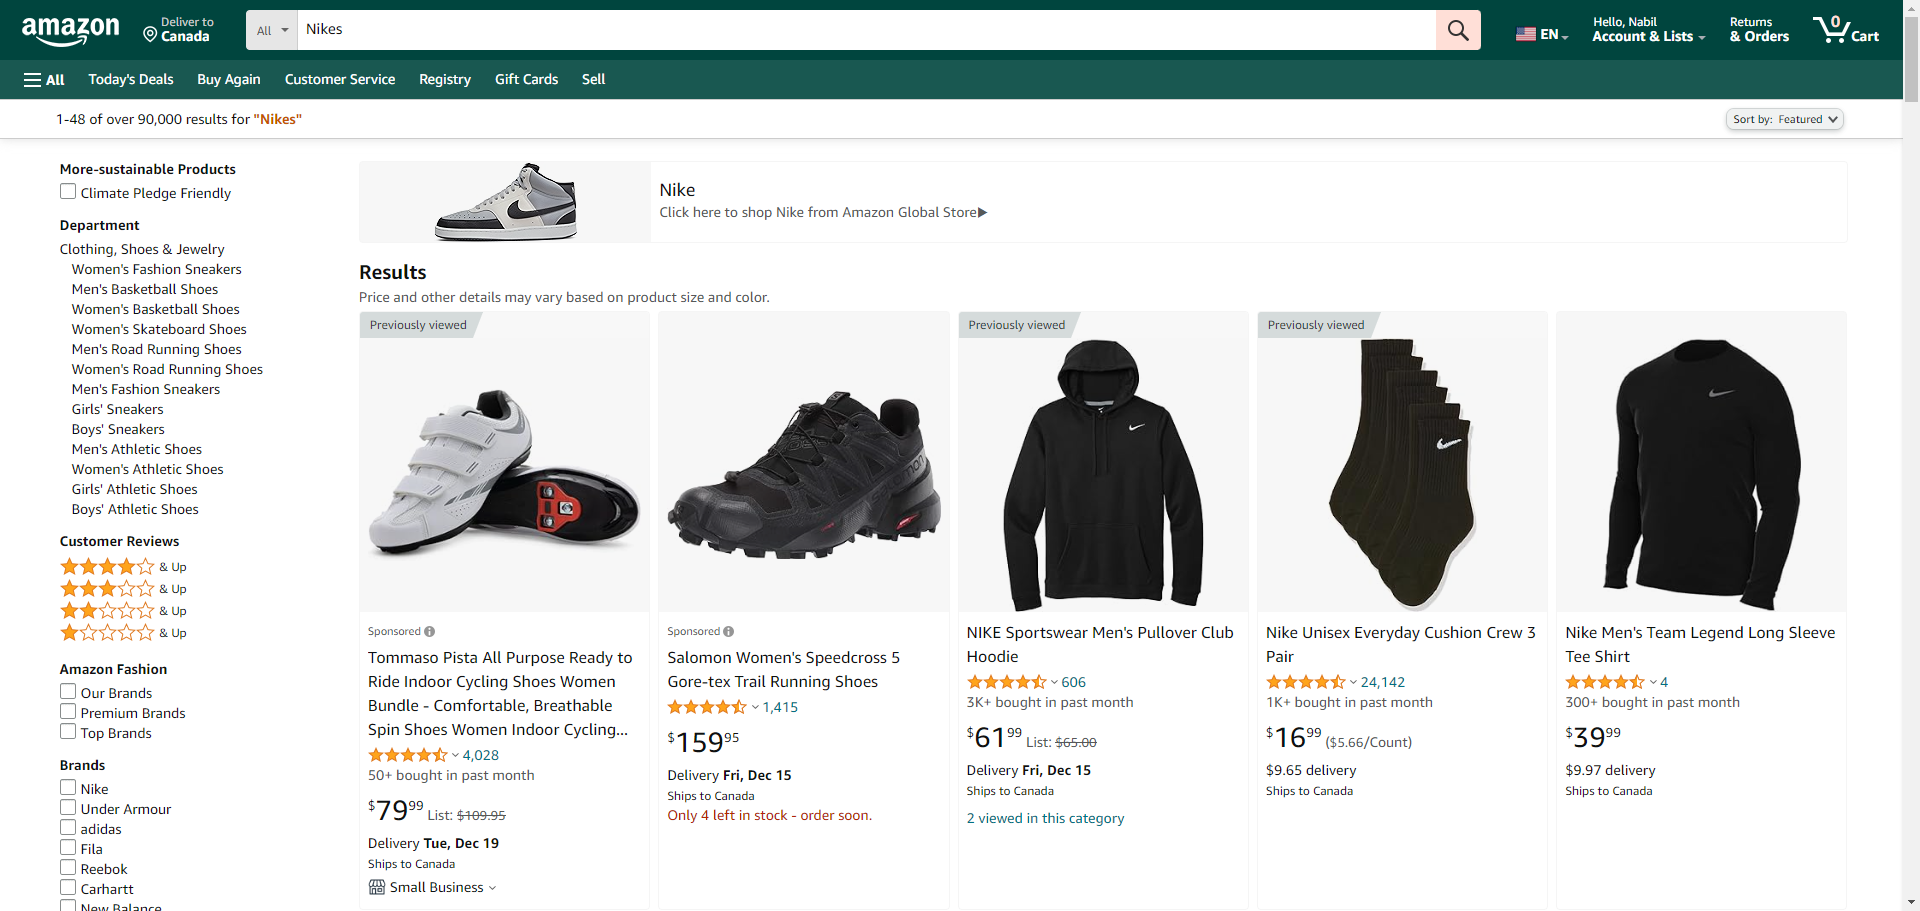 amazon
Deliver to
Canada
All
Nikes
EN
Hello, Nabil
Account & Lists
Returns
& Orders
0
Cart
All
Today's Deals
Buy Again
Customer Service
Registry
Gift Cards
Sell
1-48 of over 90,000 results for "Nikes"
Sort by: Featured
More-sustainable Products
Climate Pledge Friendly
Department
Clothing, Shoes & Jewelry
Women's Fashion Sneakers
Men's Basketball Shoes
Women's Basketball Shoes
Women's Skateboard Shoes
Men's Road Running Shoes
Women's Road Running Shoes
Men's Fashion Sneakers
Girls' Sneakers
Boys' Sneakers
Men's Athletic Shoes
Women's Athletic Shoes
Girls' Athletic Shoes
Boys' Athletic Shoes
Customer Reviews
& Up
& Up
& Up
& Up
Amazon Fashion
Our Brands
Premium Brands
Top Brands
Brands
Nike
Under Armour
adidas
Fila
Reebok
Carhartt
New Balance
Nike
Click here to shop Nike from Amazon Global Store▶
Results
Price and other details may vary based on product size and color.
Previously viewed
Sponsored
Tommaso Pista All Purpose Ready to
Ride Indoor Cycling Shoes Women
Bundle - Comfortable, Breathable
Spin Shoes Women Indoor Cycling...
4,028
50+ bought in past month
$79.99 List: $109.95
Delivery Tue, Dec 19
Ships to Canada
Small Business
Sponsored
Salomon Women's Speedcross 5
Gore-tex Trail Running Shoes
1,415
$159.95
Delivery Fri, Dec 15
Ships to Canada
Only 4 left in stock - order soon.
Previously viewed
NIKE Sportswear Men's Pullover Club
Hoodie
606
3K+ bought in past month
$61.99 List: $65.00
Delivery Fri, Dec 15
Ships to Canada
2 viewed in this category
Previously viewed
Nike Unisex Everyday Cushion Crew 3
Pair
24,142
1K+ bought in past month
$16.99 ($5.66/Count)
$9.65 delivery
Ships to Canada
Nike Men's Team Legend Long Sleeve
Tee Shirt
4
300+ bought in past month
$39.99
$9.97 delivery
Ships to Canada